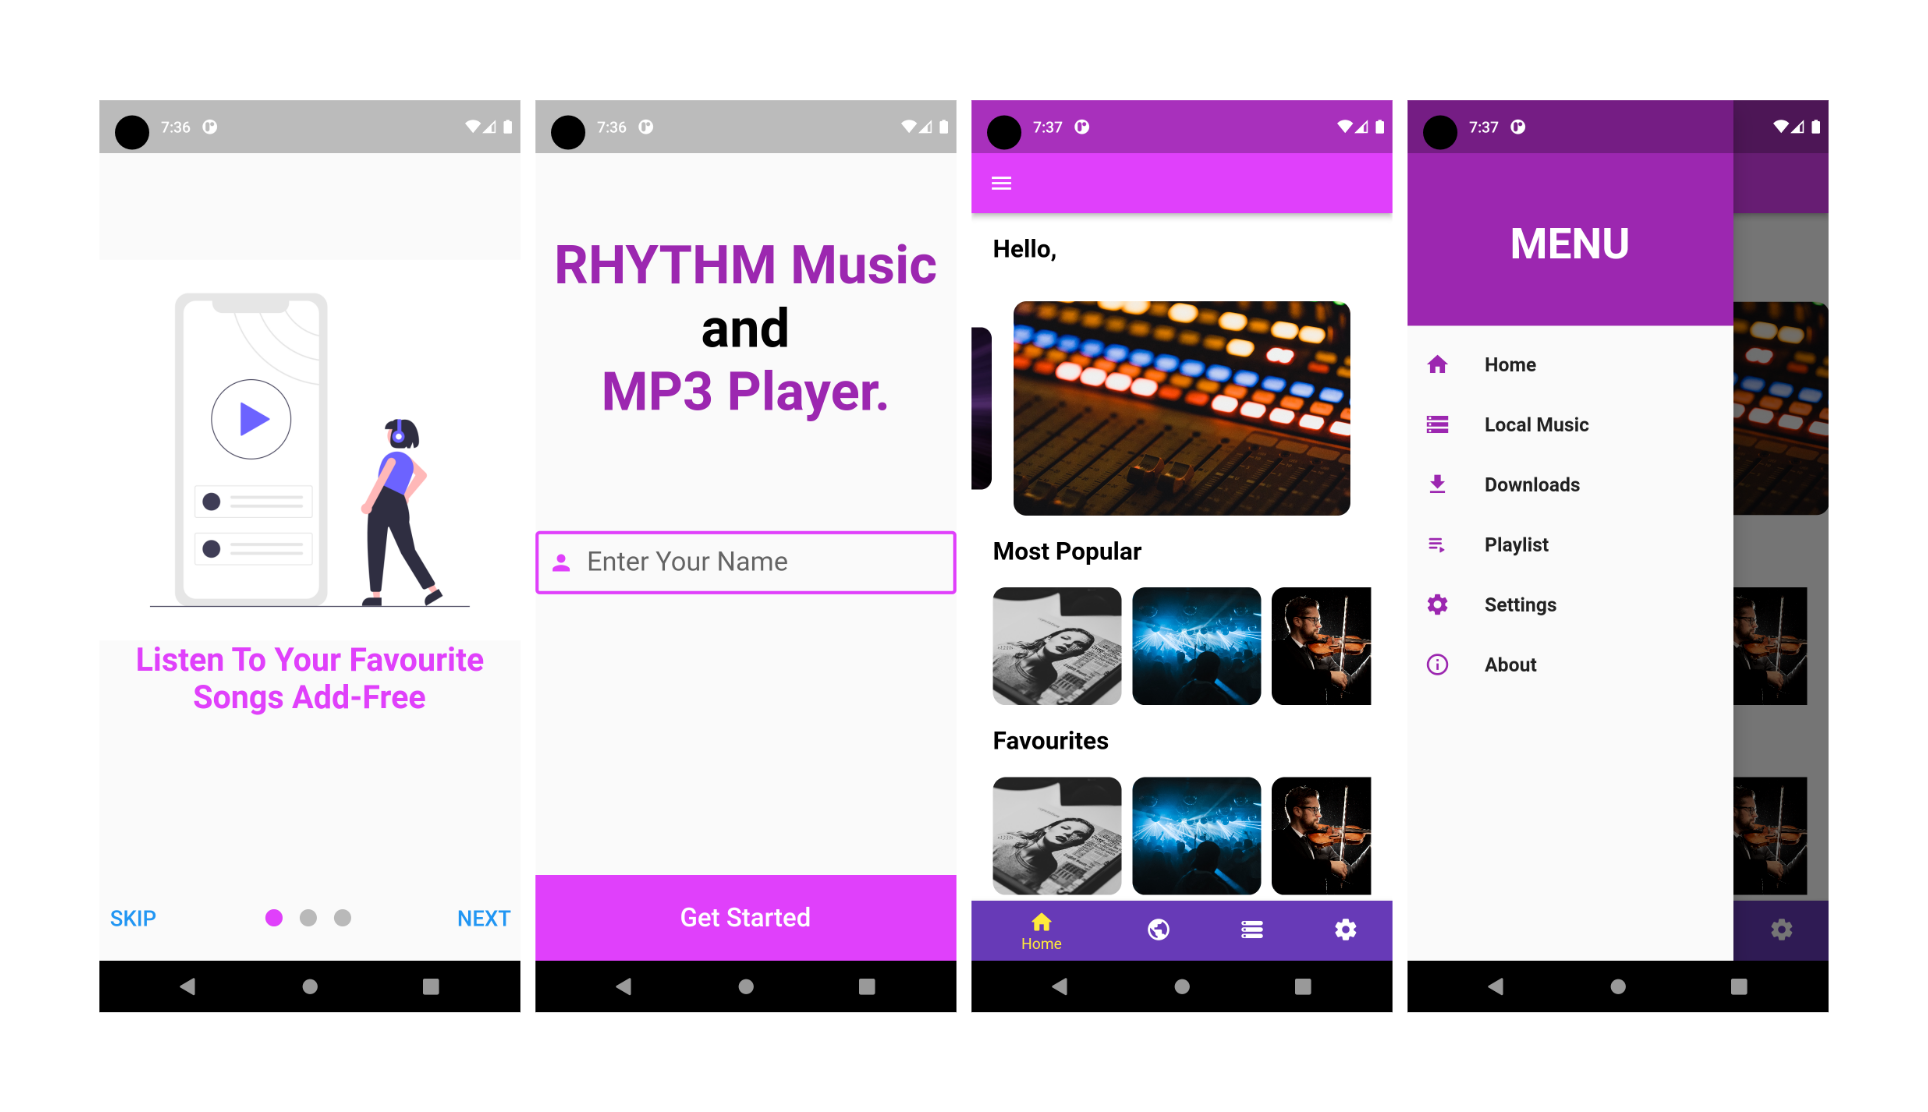 7:36
Listen To Your Favourite
Songs Add-Free
SKIP
NEXT
7:36
RHYTHM Music
and
MP3 Player.
Enter Your Name
Get Started
7:37
Hello,
Most Popular
Favourites
Home
7:37
MENU
Home
Local Music
Downloads
Playlist
Settings
About